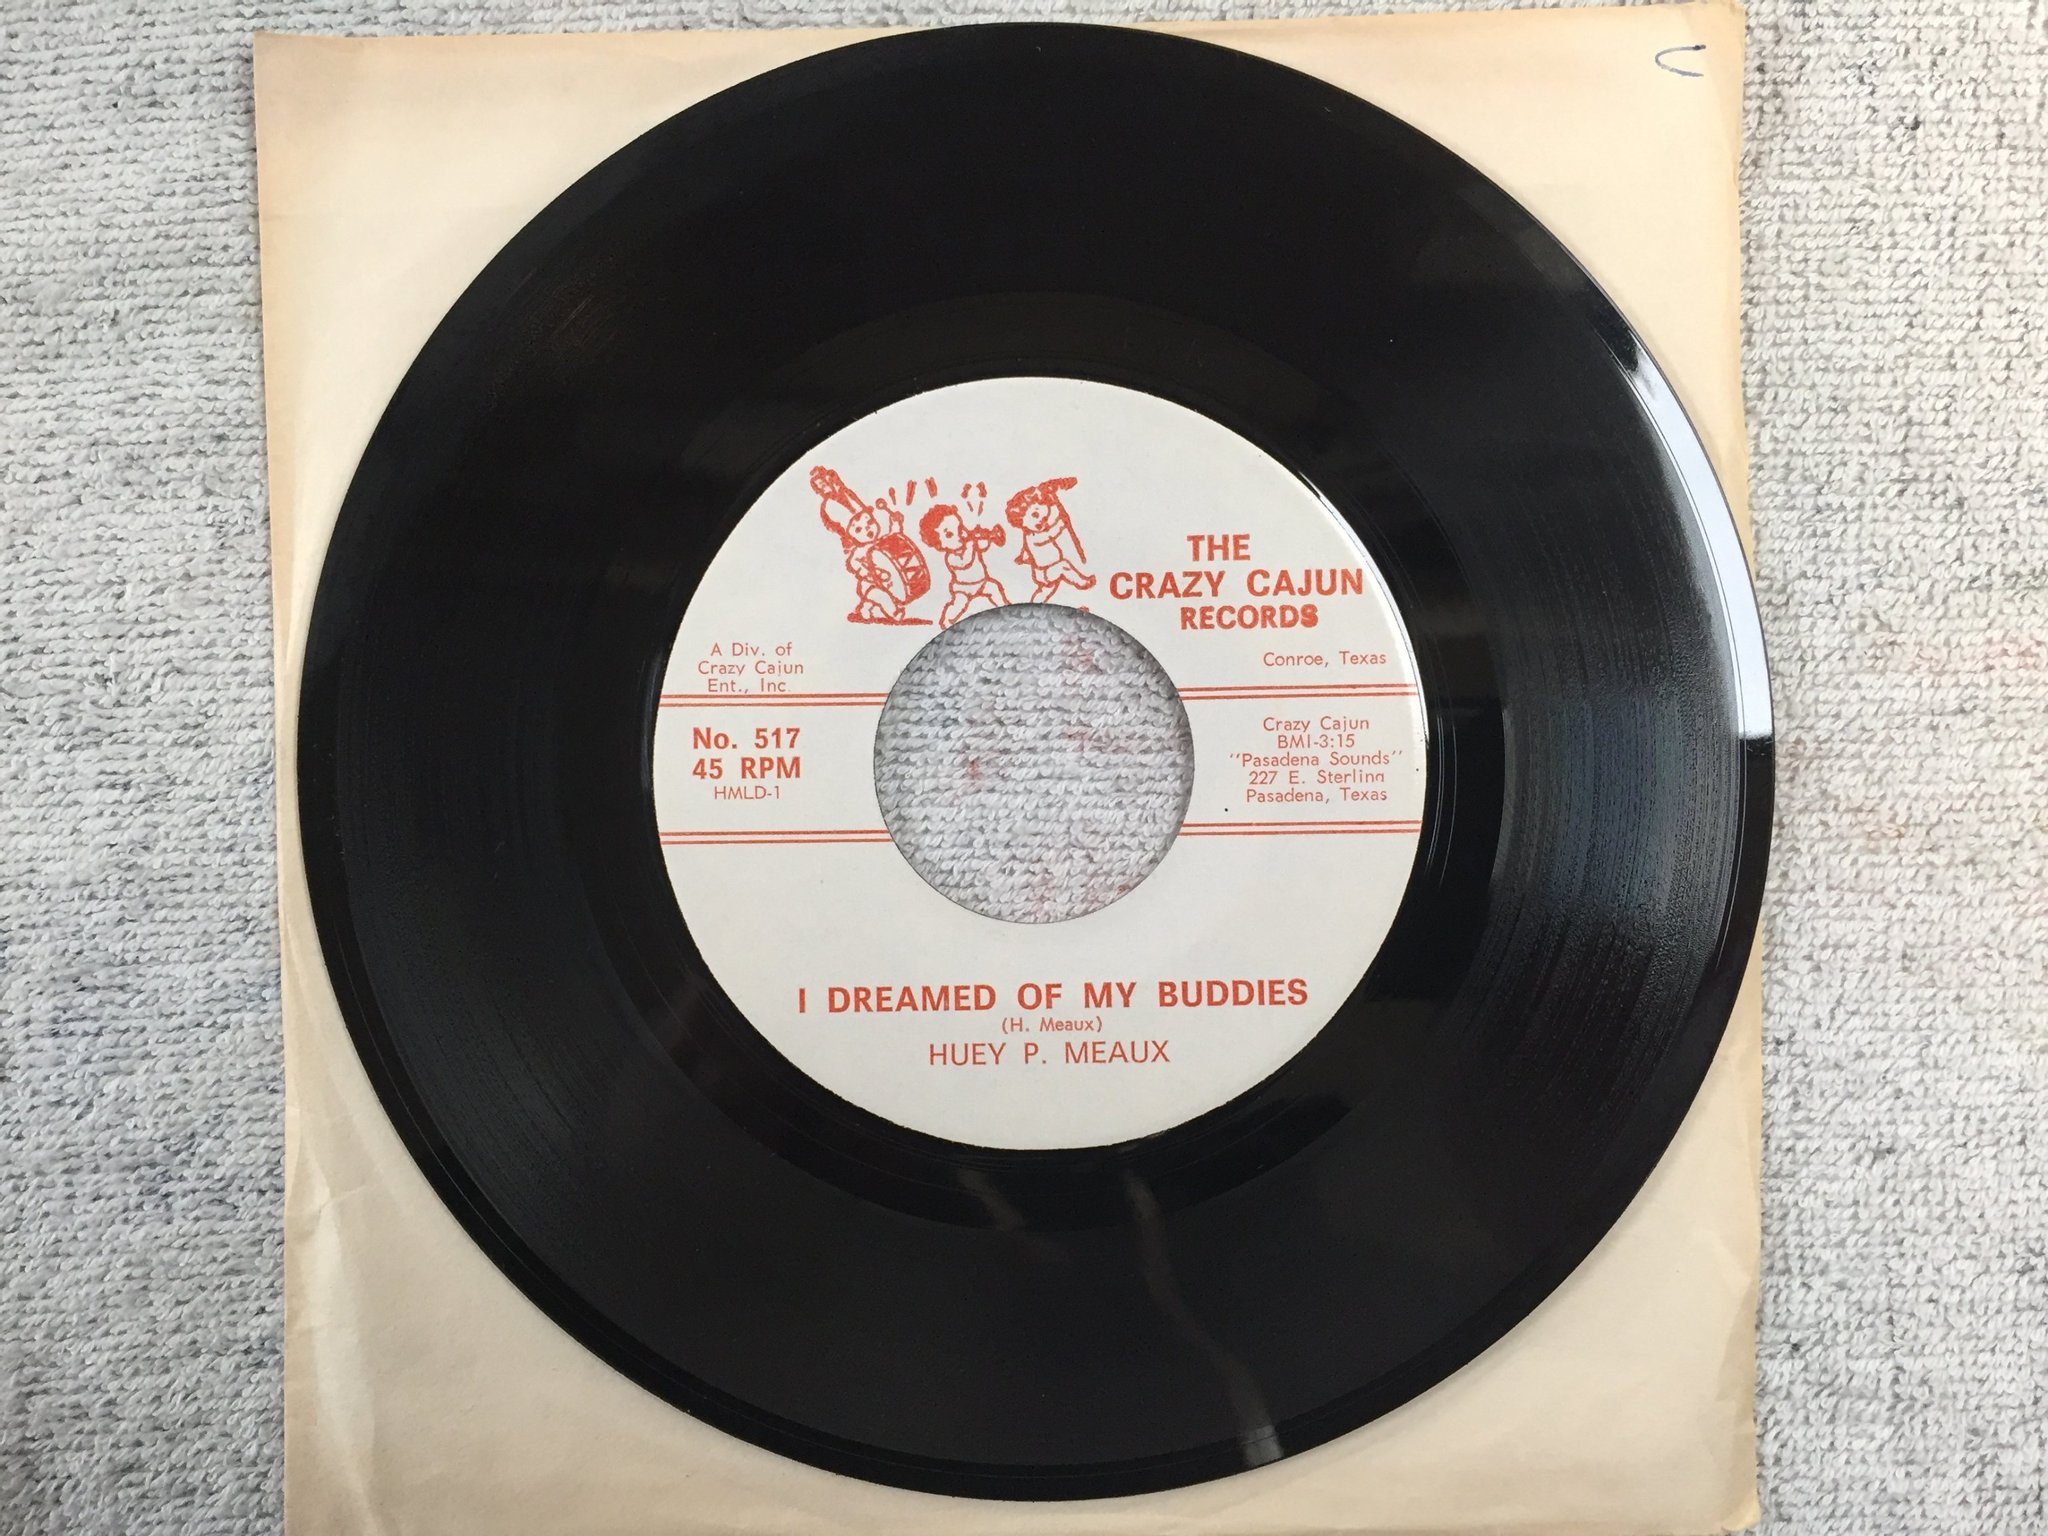 THE
CRAZY CAJUN
RECORDS
A Div. of
Crazy Cajun
Ent., Inc.
Conroe, Texas
No. 517
45 RPM
HMLD-1
Crazy Cajun
BMI-3:15
"Pasadena Sounds"
227 E. Sterling
Pasadena, Texas
I DREAMED OF MY BUDDIES
(H. Meaux)
HUEY P. MEAUX